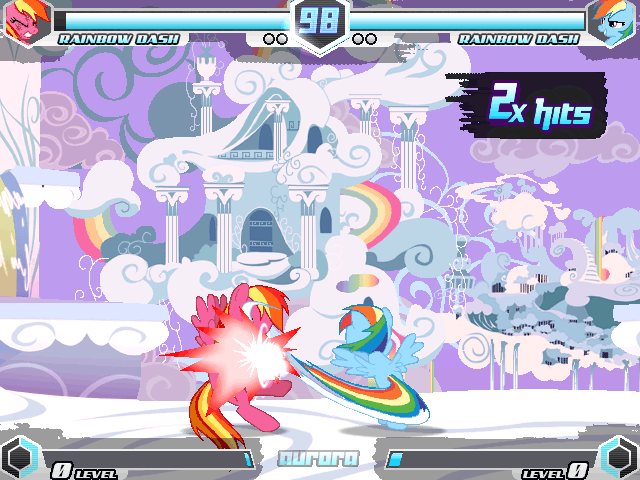 98
RAINBOW DASH
RAINBOW DASH
2x hits
0 LEVEL
aurora
LEVEL 0